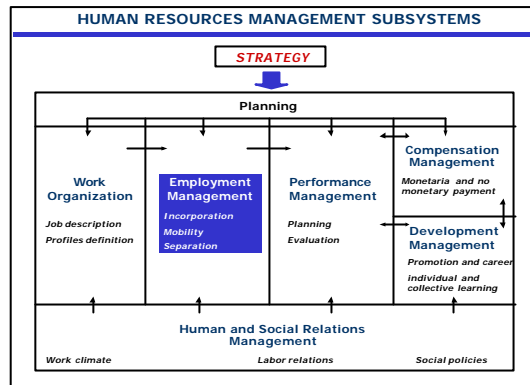 HUMAN RESOURCES MANAGEMENT SUBSYSTEMS
STRATEGY
Planning
Work
Organization
Job description
Profiles definition
Employment
Management
Incorporation
Mobility
Separation
Performance
Management
Planning
Evaluation
Compensation
Management
Monetaria and no
monetary payment
Development
Management
Promotion and career
individual and
collective learning
Human and Social Relations
Management
Work climate
Labor relations
Social policies